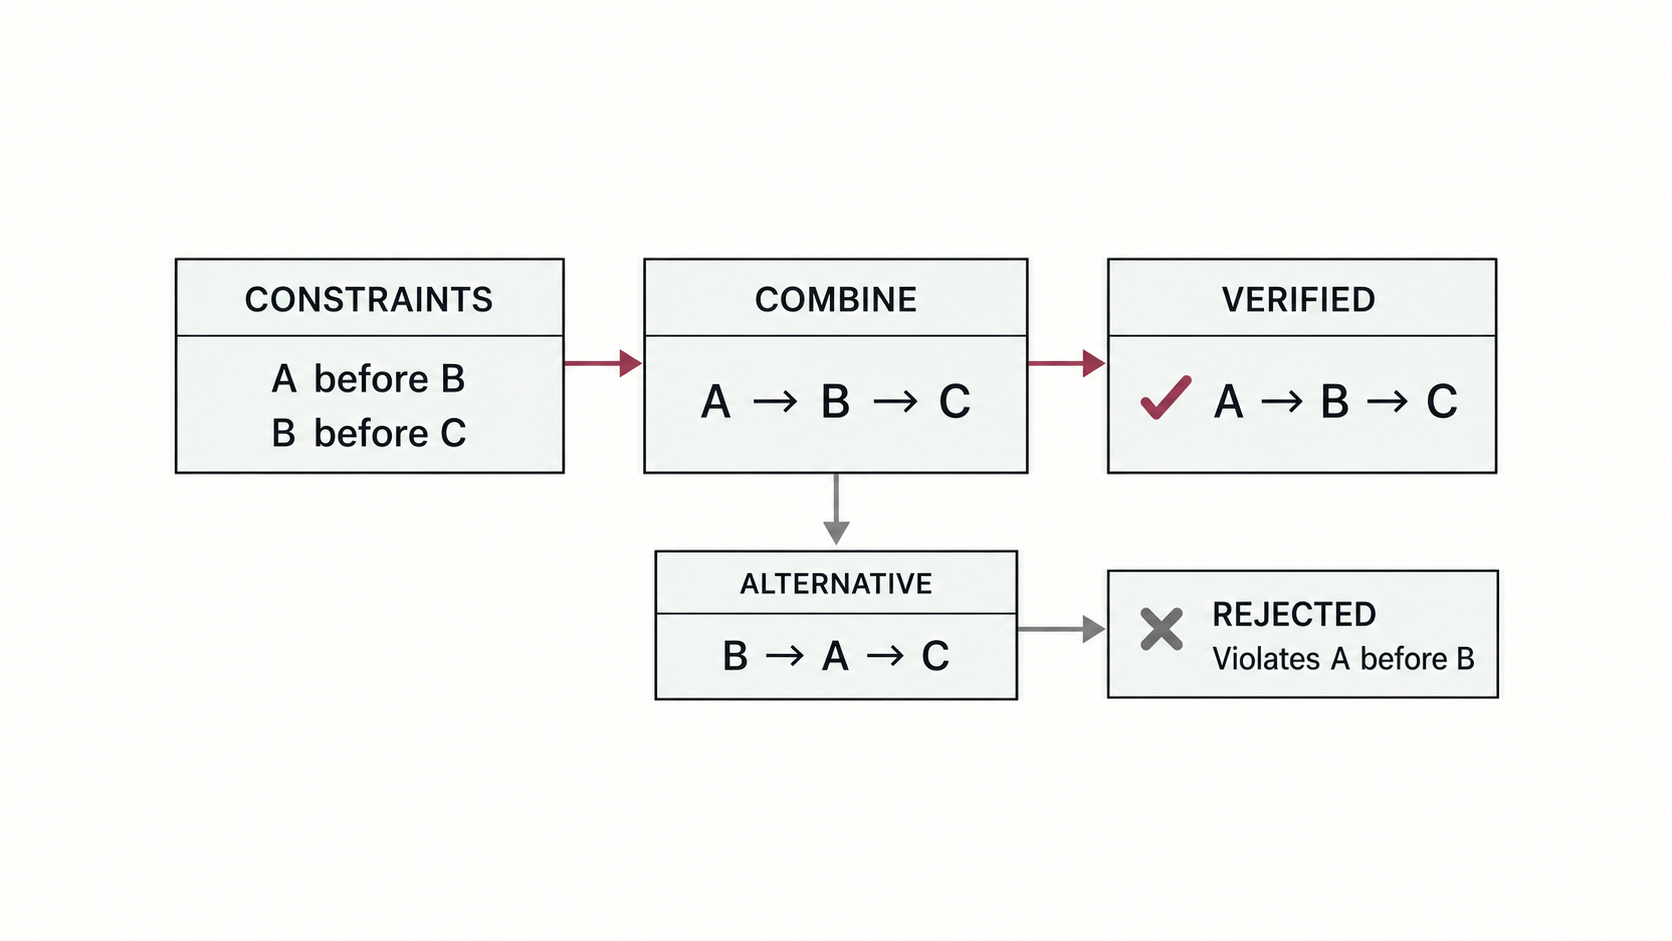 CONSTRAINTS
A before B
B before C
COMBINE
A → B → C
VERIFIED
✓ A → B → C
ALTERNATIVE
B → A → C
✕ REJECTED
Violates A before B